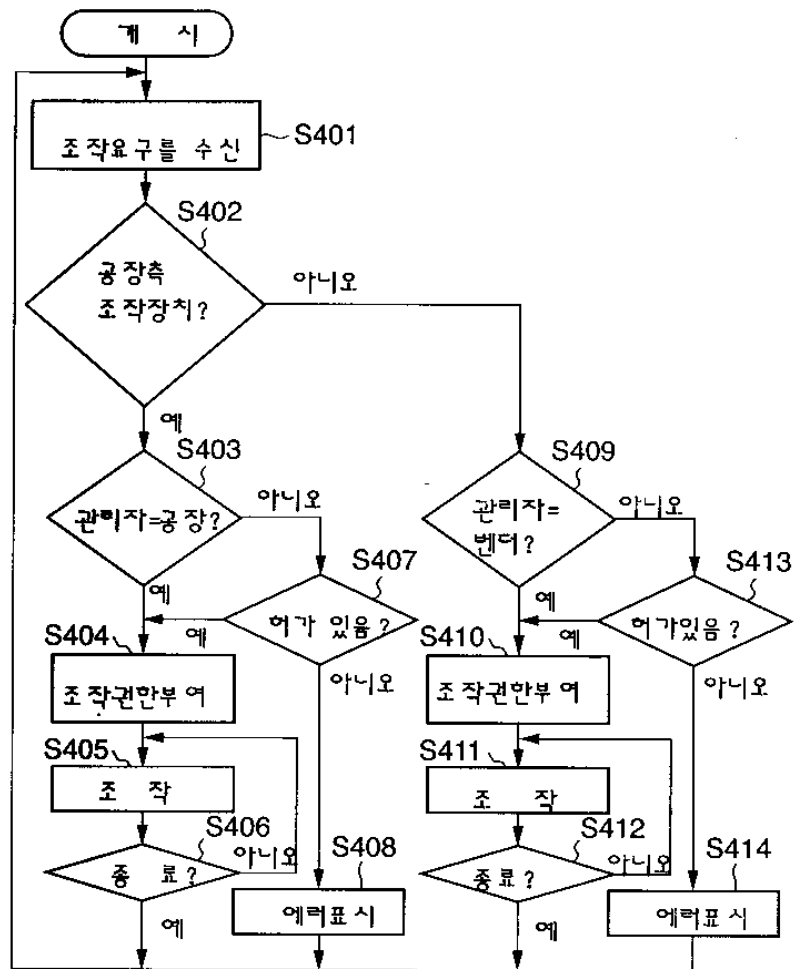 개 시
조작요구를 수신
S401
S402
공장측
조작장치?
아니오
예
S403
관리자=공장?
아니오
예
S409
관리자=
벤더?
아니오
예
S407
허가 있음?
예
아니오
S413
허가있음?
예
아니오
S404
조작권한부여
S410
조작권한부여
S405
조 작
S411
조 작
S406
종 료?
아니오
예
S408
에러표시
S412
종료?
아니오
예
S414
에러표시